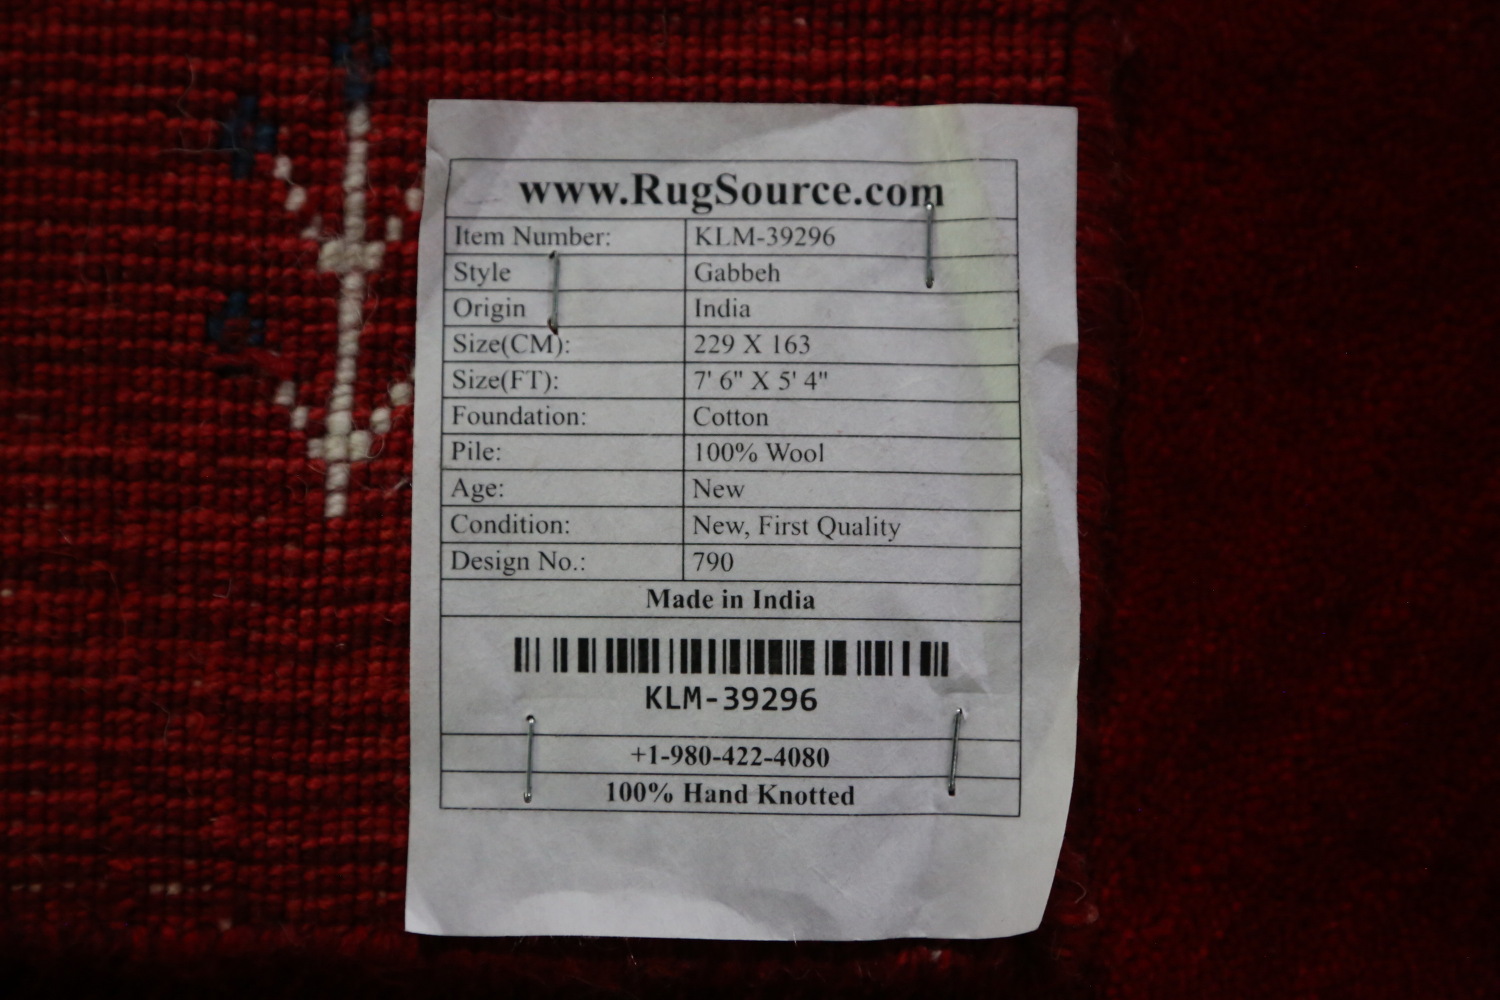 www.RugSource.com
Item Number: KLM-39296
Style Gabbeh
Origin India
Size(CM): 229 X 163
Size(FT): 7' 6" X 5' 4"
Foundation: Cotton
Pile: 100% Wool
Age: New
Condition: New, First Quality
Design No.: 790
Made in India
KLM-39296
+1-980-422-4080
100% Hand Knotted